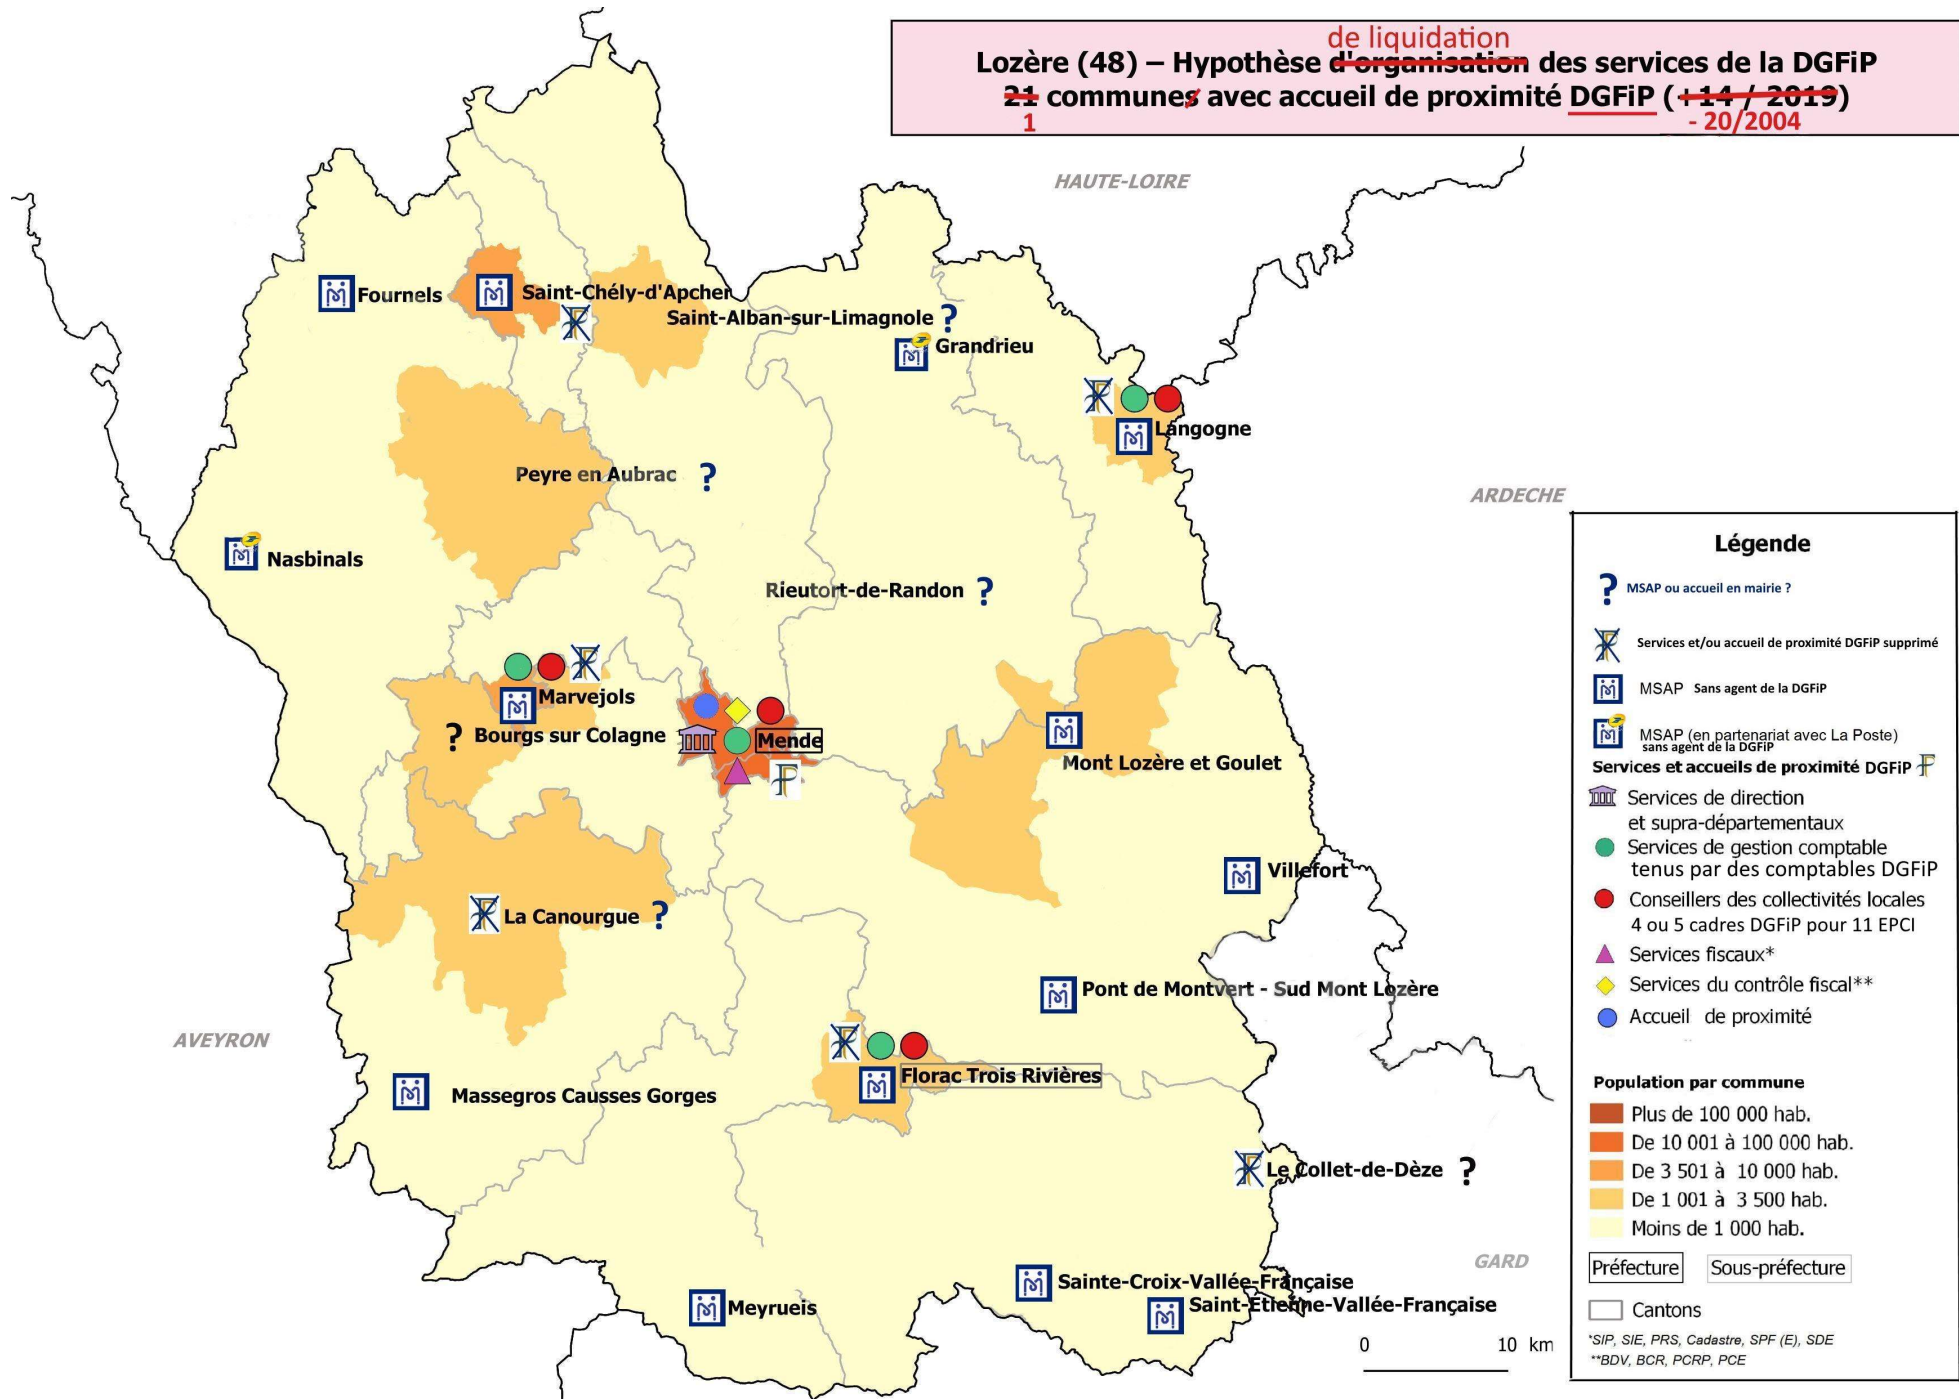 de liquidation
Lozère (48) – Hypothèse d'organisation des services de la DGFiP
21 communes avec accueil de proximité DGFiP (+14 / 2019)
1
- 20/2004
HAUTE-LOIRE
Fournels
Saint-Chély-d'Apcher
Saint-Alban-sur-Limagnole ?
Grandrieu
Langogne
Peyre en Aubrac ?
ARDECHE
Nasbinals
Rieutort-de-Randon ?
Marvejols
? Bourgs sur Colagne
Mende
Mont Lozère et Goulet
Villefort
La Canourgue ?
Pont de Montvert - Sud Mont Lozère
AVEYRON
Florac Trois Rivières
Massegros Causses Gorges
Le Collet-de-Dèze ?
GARD
Sainte-Croix-Vallée-Française
Saint-Etienne-Vallée-Française
Meyrueis
0 10 km
Légende
? MSAP ou accueil en mairie ?
Services et/ou accueil de proximité DGFiP supprimé
MSAP Sans agent de la DGFiP
MSAP (en partenariat avec La Poste)
sans agent de la DGFiP
Services et accueils de proximité DGFiP
Services de direction
et supra-départementaux
Services de gestion comptable
tenus par des comptables DGFiP
Conseillers des collectivités locales
4 ou 5 cadres DGFiP pour 11 EPCI
Services fiscaux*
Services du contrôle fiscal**
Accueil de proximité
Population par commune
Plus de 100 000 hab.
De 10 001 à 100 000 hab.
De 3 501 à 10 000 hab.
De 1 001 à 3 500 hab.
Moins de 1 000 hab.
Préfecture Sous-préfecture
Cantons
*SIP, SIE, PRS, Cadastre, SPF (E), SDE
**BDV, BCR, PCRP, PCE